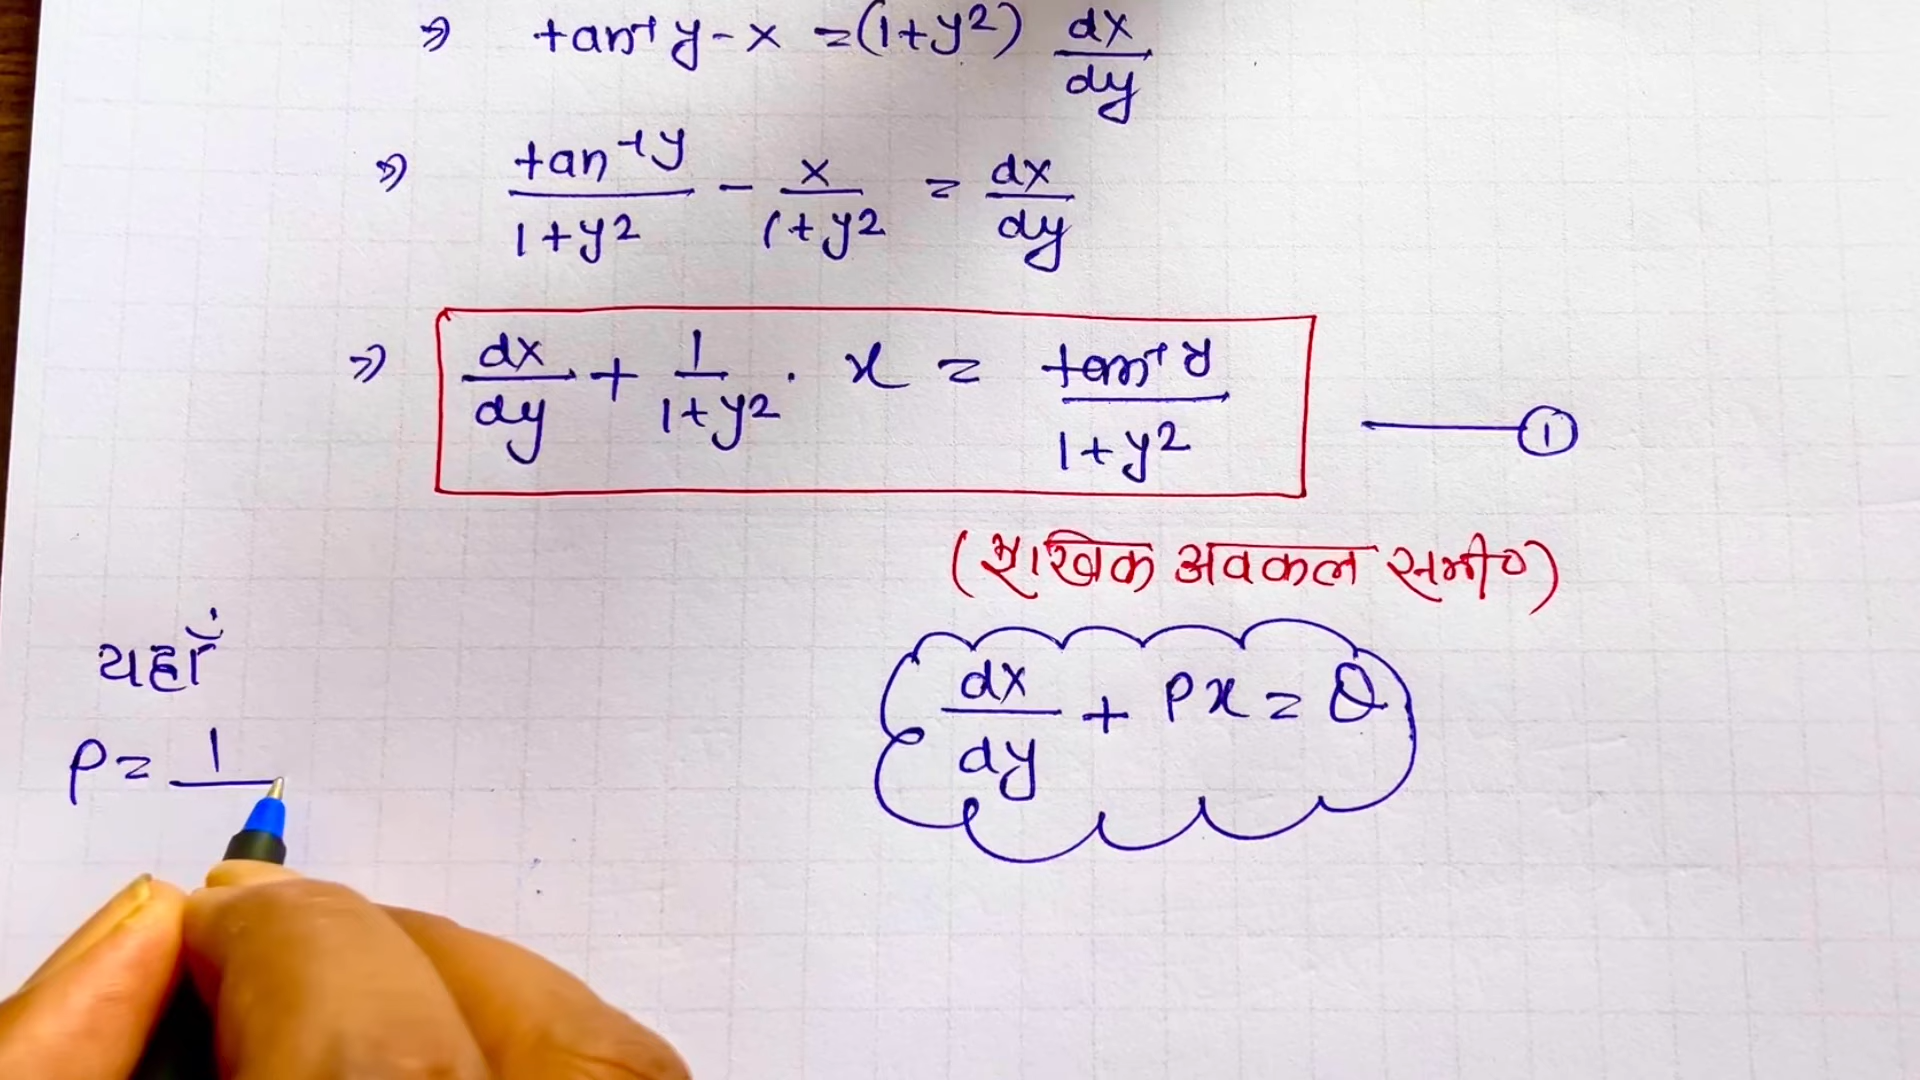 ⇒ tan⁻¹y - x = (1+y²) dx/dy
⇒ tan⁻¹y/1+y² - x/1+y² = dx/dy
⇒ dx/dy + 1/1+y² . x = tan⁻¹y/1+y² —— ①
(रैखिक अवकल समी०)
यहाँ
dx/dy + Px = Q
P = 1